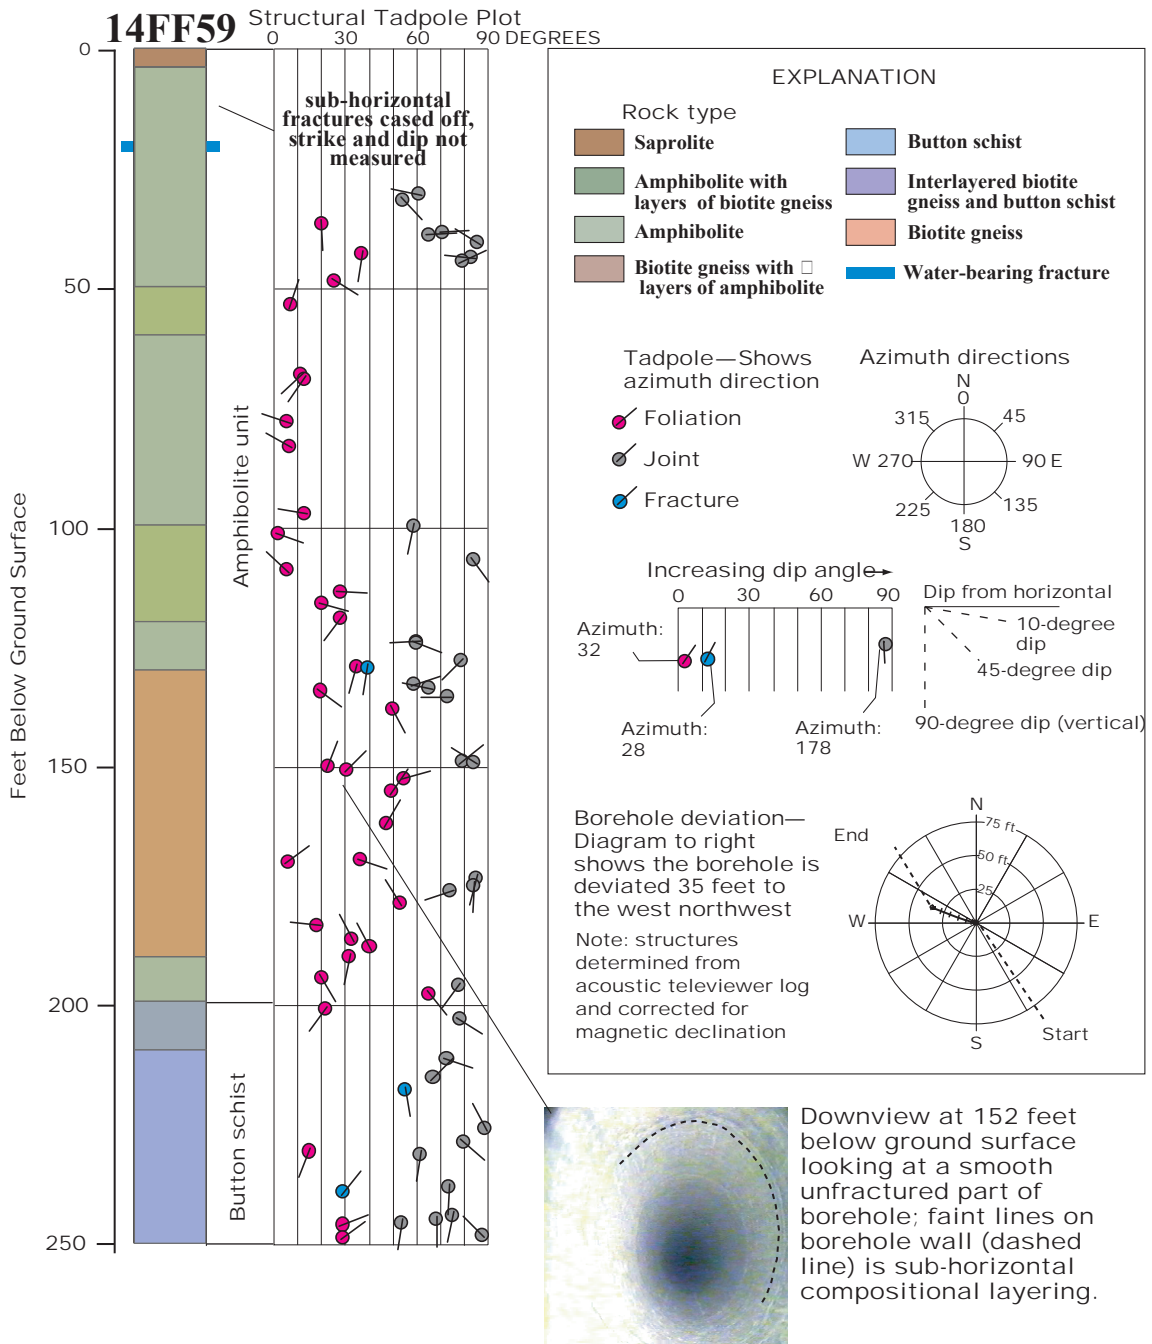 14FF59
Structural Tadpole Plot
0 30 60 90 DEGREES
0
50
100
150
200
250
Feet Below Ground Surface
sub-horizontal
fractures cased off,
strike and dip not
measured
Amphibolite unit
Button schist
EXPLANATION
Rock type
Saprolite
Amphibolite with
layers of biotite gneiss
Amphibolite
Biotite gneiss with □
layers of amphibolite
Button schist
Interlayered biotite
gneiss and button schist
Biotite gneiss
Water-bearing fracture
Tadpole—Shows
azimuth direction
Foliation
Joint
Fracture
Azimuth directions
N
0
315 45
W 270 90 E
225 135
180
S
Increasing dip angle
0 30 60 90
Azimuth:
32
Azimuth:
28
Azimuth:
178
Dip from horizontal
10-degree
dip
45-degree dip
90-degree dip (vertical)
Borehole deviation—
Diagram to right
shows the borehole is
deviated 35 feet to
the west northwest
Note: structures
determined from
acoustic televiewer log
and corrected for
magnetic declination
N
75 ft
End
50 ft
25
W E
S
Start
Downview at 152 feet
below ground surface
looking at a smooth
unfractured part of
borehole; faint lines on
borehole wall (dashed
line) is sub-horizontal
compositional layering.